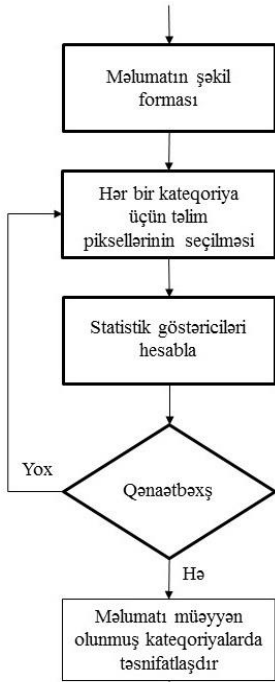 Məlumatın şəkil
forması
Hər bir kateqoriya
üçün təlim
piksellərinin seçilməsi
Statistik göstəriciləri
hesabla
Qənaətbəxş
Yox
Hə
Məlumatı müəyyən
olunmuş kateqoriyalarda
təsnifatlaşdır